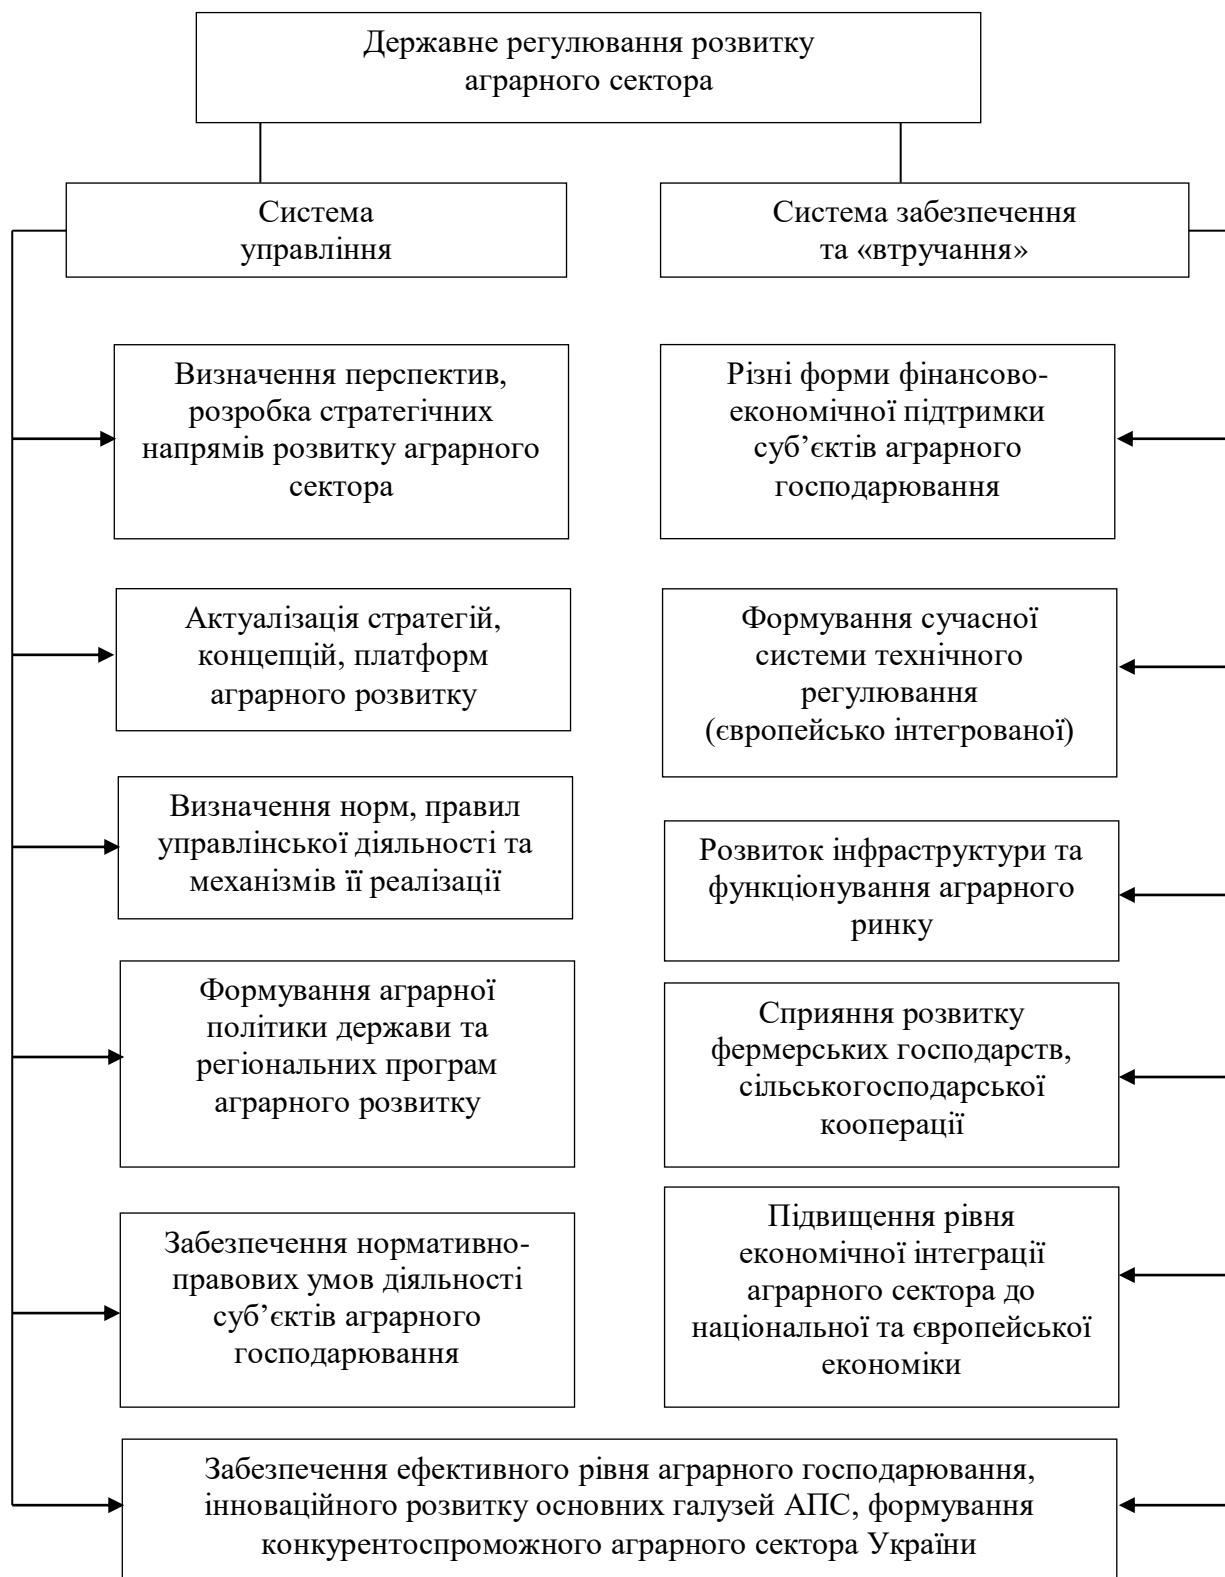 Державне регулювання розвитку
аграрного сектора
Система
управління
Система забезпечення
та «втручання»
Визначення перспектив,
розробка стратегічних
напрямів розвитку аграрного
сектора
Різні форми фінансово-
економічної підтримки
суб’єктів аграрного
господарювання
Актуалізація стратегій,
концепцій, платформ
аграрного розвитку
Формування сучасної
системи технічного
регулювання
(європейсько інтегрованої)
Визначення норм, правил
управлінської діяльності та
механізмів її реалізації
Розвиток інфраструктури та
функціонування аграрного
ринку
Формування аграрної
політики держави та
регіональних програм
аграрного розвитку
Сприяння розвитку
фермерських господарств,
сільськогосподарської
кооперації
Забезпечення нормативно-
правових умов діяльності
суб’єктів аграрного
господарювання
Підвищення рівня
економічної інтеграції
аграрного сектора до
національної та європейської
економіки
Забезпечення ефективного рівня аграрного господарювання,
інноваційного розвитку основних галузей АПС, формування
конкурентоспроможного аграрного сектора України